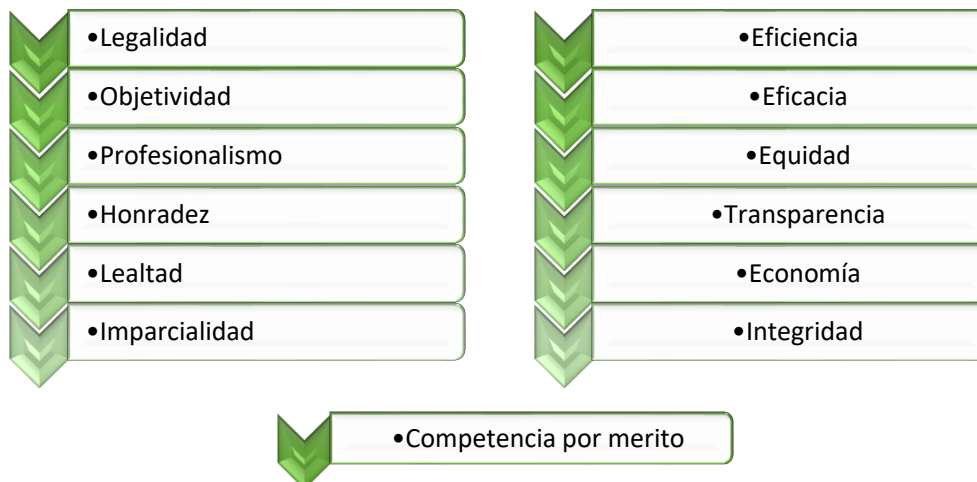 •Legalidad
•Objetividad
•Profesionalismo
•Honradez
•Lealtad
•Imparcialidad
•Eficiencia
•Eficacia
•Equidad
•Transparencia
•Economía
•Integridad
•Competencia por merito